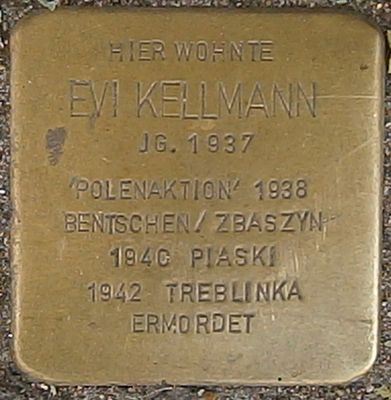 HIER WOHNTE
EVI KELLMANN
JG. 1937
'POLENAKTION' 1938
BENTSCHEN / ZBASZYN
1940 PIASKI
1942 TREBLINKA
ERMORDET